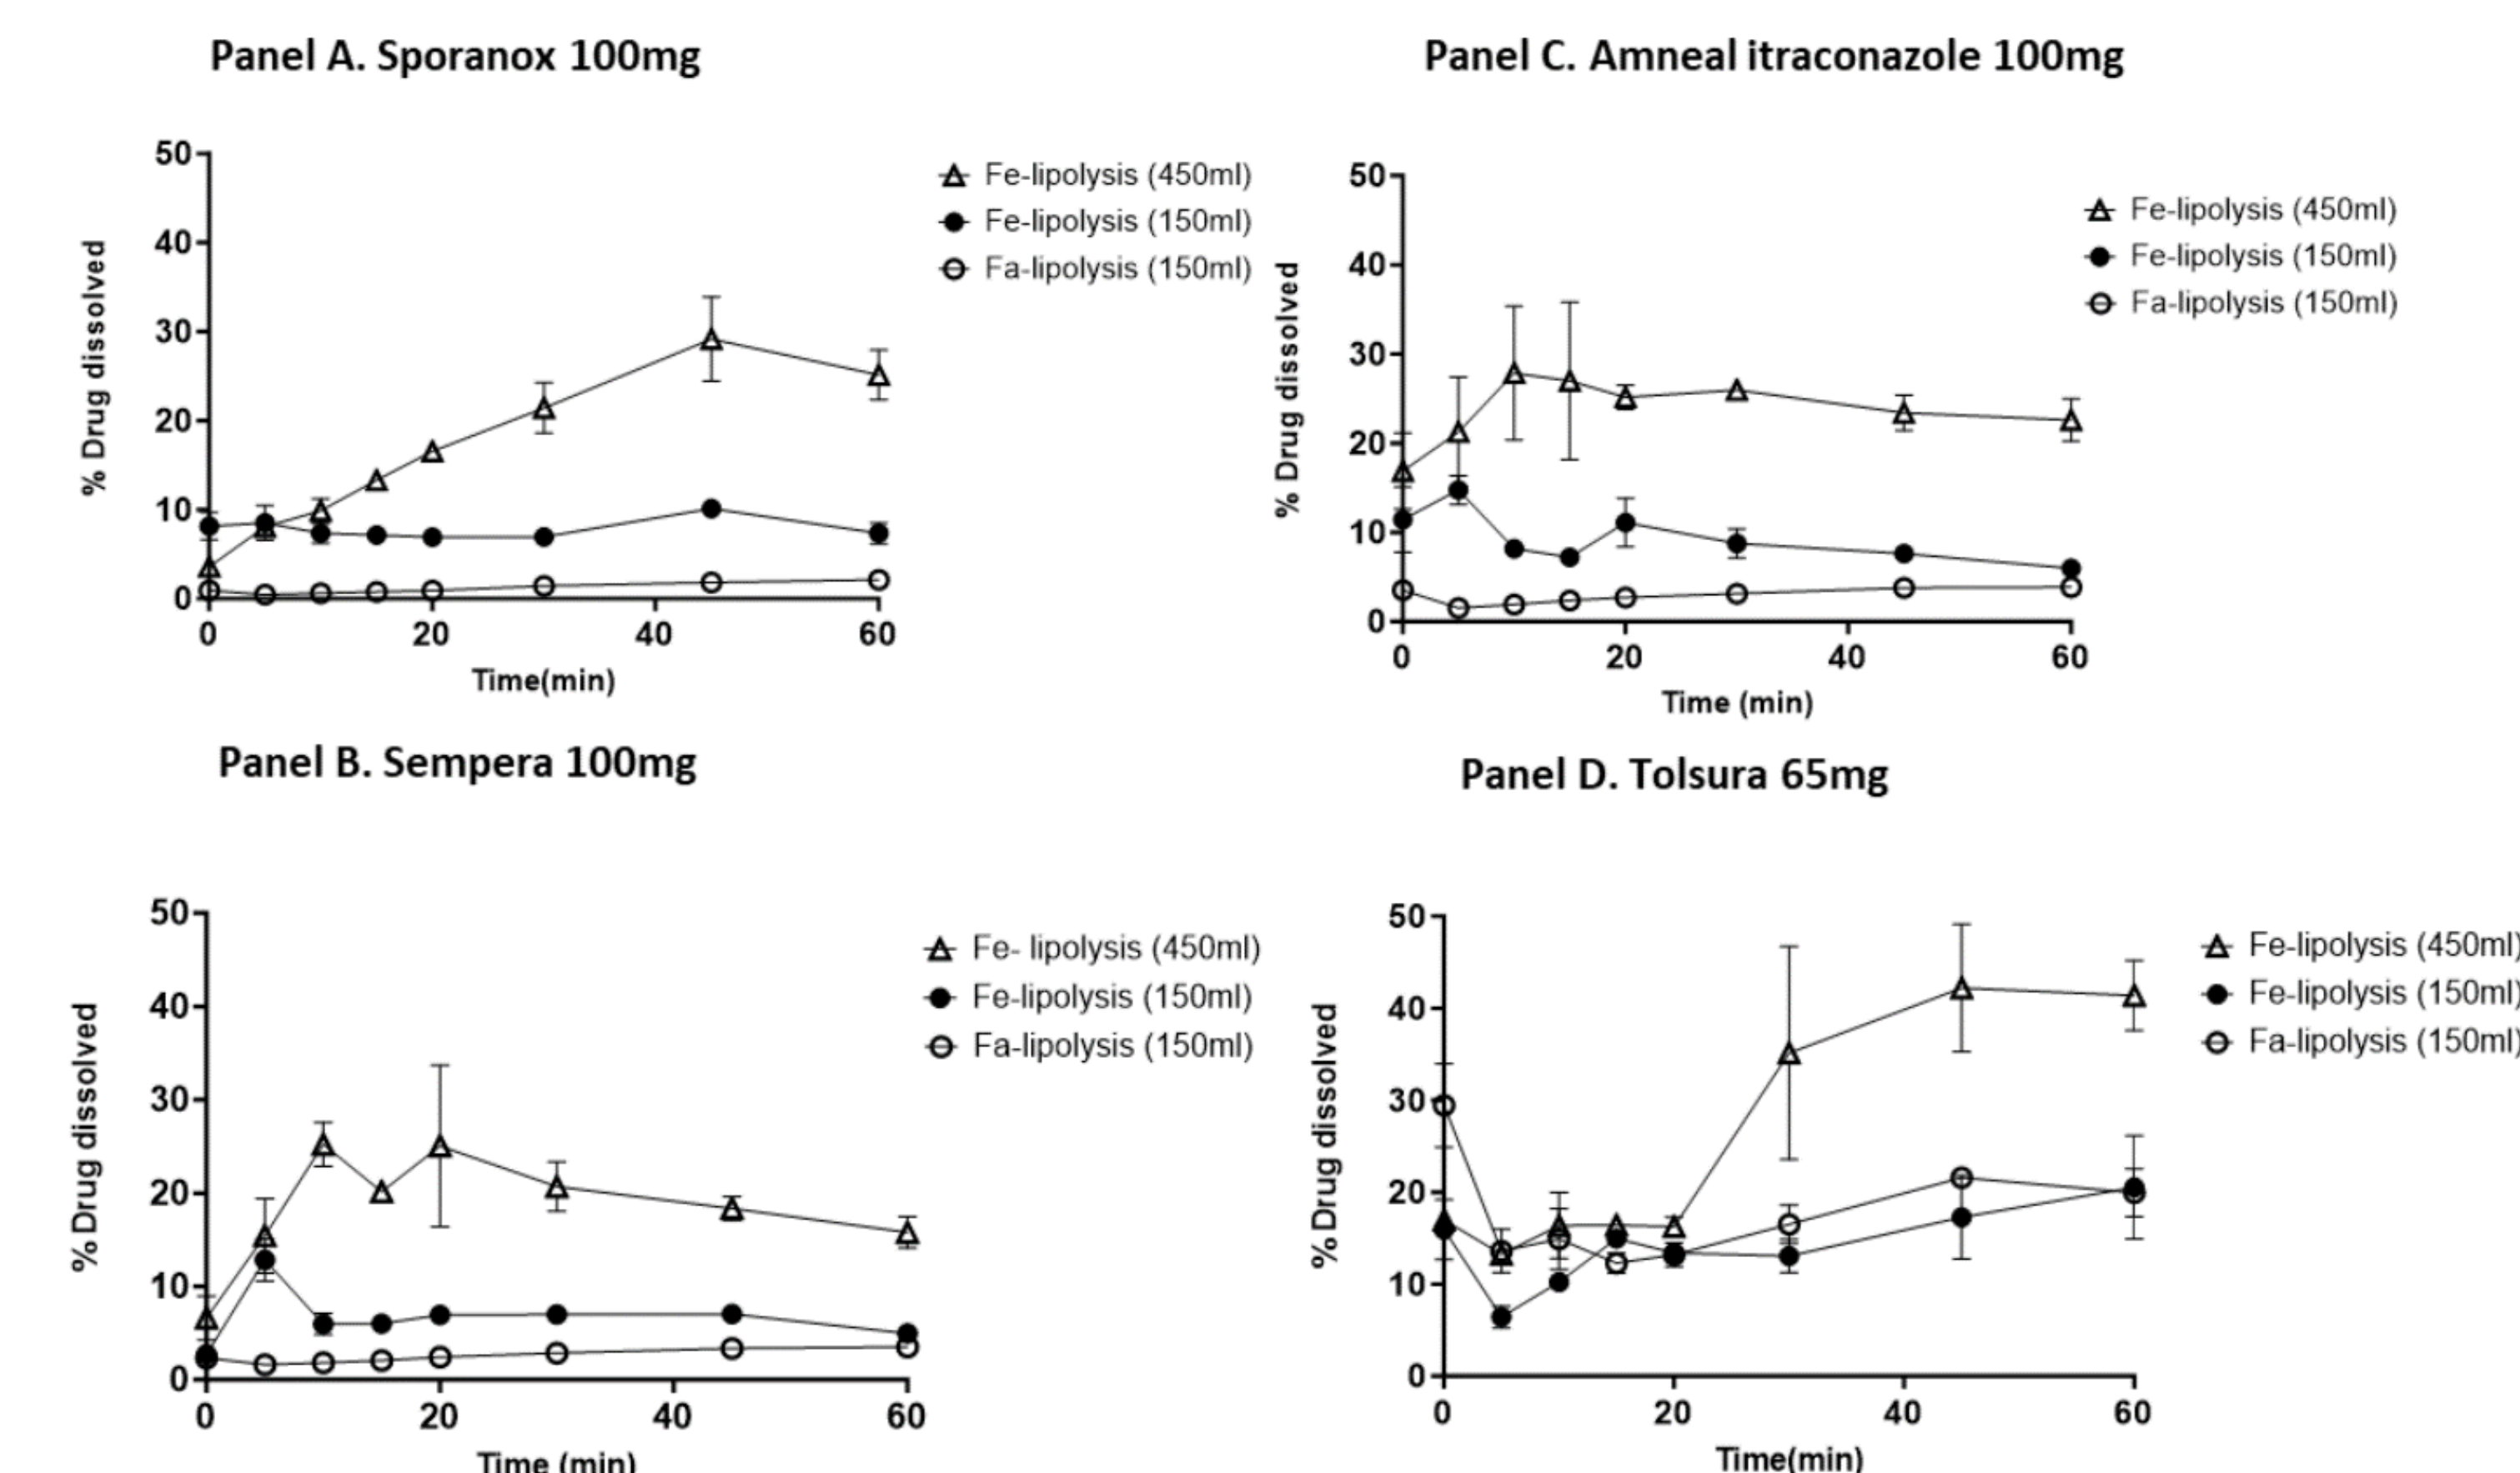 Panel A. Sporanox 100mg
50
40
30
20
10
0
% Drug dissolved
0 20 40 60
Time(min)
Fe-lipolysis (450ml)
Fe-lipolysis (150ml)
Fa-lipolysis (150ml)
Panel C. Amneal itraconazole 100mg
50
40
30
20
10
0
% Drug dissolved
0 20 40 60
Time (min)
Fe-lipolysis (450ml)
Fe-lipolysis (150ml)
Fa-lipolysis (150ml)
Panel B. Sempera 100mg
50
40
30
20
10
0
% Drug dissolved
0 20 40 60
Time (min)
Fe- lipolysis (450ml)
Fe-lipolysis (150ml)
Fa-lipolysis (150ml)
Panel D. Tolsura 65mg
50
40
30
20
10
0
% Drug dissolved
0 20 40 60
Time(min)
Fe-lipolysis (450ml)
Fe-lipolysis (150ml)
Fa-lipolysis (150ml)